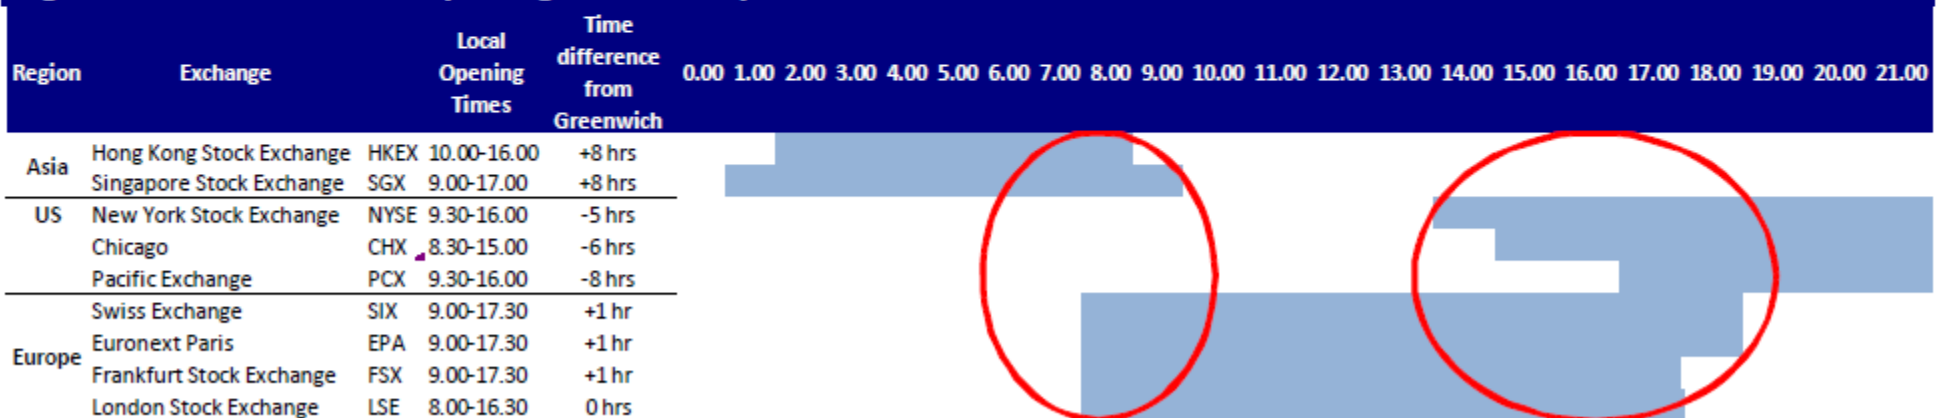 Region Exchange Local Opening Times Time difference from Greenwich 0.00 1.00 2.00 3.00 4.00 5.00 6.00 7.00 8.00 9.00 10.00 11.00 12.00 13.00 14.00 15.00 16.00 17.00 18.00 19.00 20.00 21.00
Asia
Hong Kong Stock Exchange HKEX 10.00-16.00 +8 hrs
Singapore Stock Exchange SGX 9.00-17.00 +8 hrs
US New York Stock Exchange NYSE 9.30-16.00 -5 hrs
Chicago CHX 8.30-15.00 -6 hrs
Pacific Exchange PCX 9.30-16.00 -8 hrs
Europe
Swiss Exchange SIX 9.00-17.30 +1 hr
Euronext Paris EPA 9.00-17.30 +1 hr
Frankfurt Stock Exchange FSX 9.00-17.30 +1 hr
London Stock Exchange LSE 8.00-16.30 0 hrs